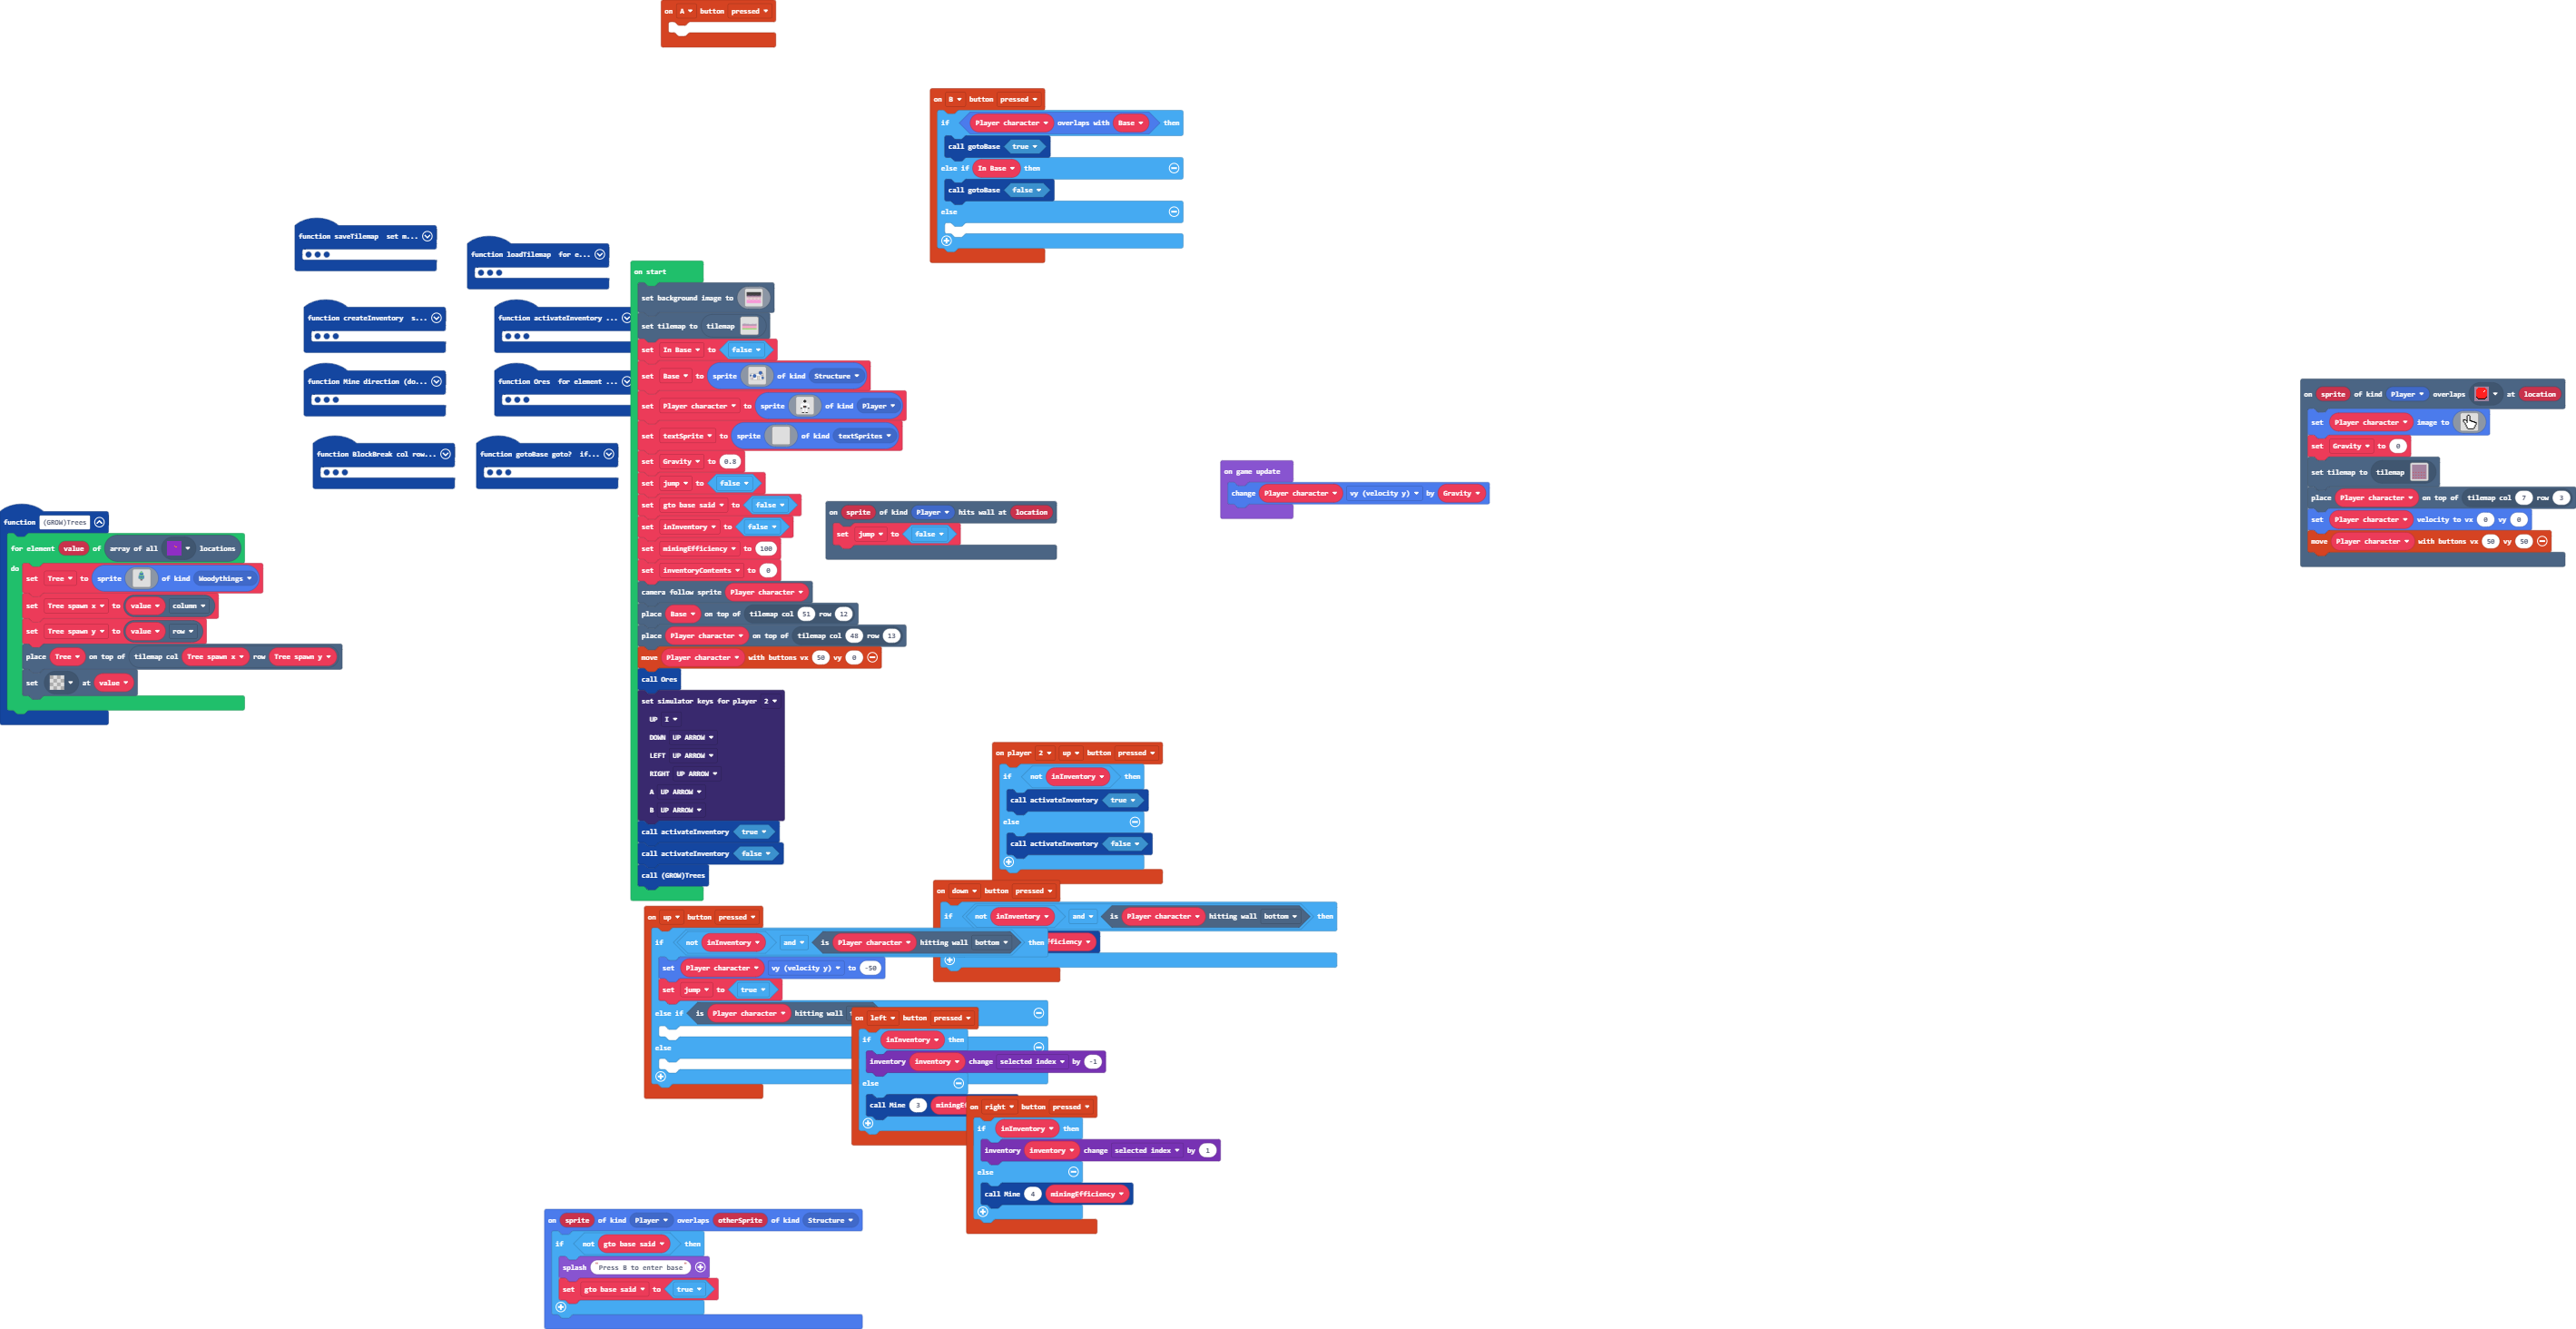 on A button pressed
on B button pressed
if Player character overlaps with Base then
call gotoBase true
else if In Base then
call gotoBase false
else
function saveTilemap set m...
function loadTilemap for e...
function createInventory s...
function activateInventory ...
function Mine direction (do...
function Ores for element ...
function BlockBreak col row...
function gotoBase goto? if...
function (GROW)Trees
for element value of array of all locations
do
set Tree to sprite of kind Woodythings
set Tree spawn x to value column
set Tree spawn y to value row
place Tree on top of tilemap col Tree spawn x row Tree spawn y
set at value
on start
set background image to
set tilemap to tilemap
set In Base to false
set Base to sprite of kind Structure
set Player character to sprite of kind Player
set textSprite to sprite of kind textSprites
set Gravity to 0.8
set jump to false
set gto base said to false
set inInventory to false
set miningEfficiency to 100
set inventoryContents to 0
camera follow sprite Player character
place Base on top of tilemap col 51 row 12
place Player character on top of tilemap col 48 row 13
move Player character with buttons vx 50 vy 0
call Ores
set simulator keys for player 2
UP I
DOWN UP ARROW
LEFT UP ARROW
RIGHT UP ARROW
A UP ARROW
B UP ARROW
call activateInventory true
call activateInventory false
call (GROW)Trees
on sprite of kind Player hits wall at location
set jump to false
on game update
change Player character vy (velocity y) by Gravity
on sprite of kind Player overlaps at location
set Player character image to
set Gravity to 0
set tilemap to tilemap
place Player character on top of tilemap col 7 row 3
set Player character velocity to vx 0 vy 0
move Player character with buttons vx 50 vy 50
on player 2 up button pressed
if not inInventory then
call activateInventory true
else
call activateInventory false
on down button pressed
if not inInventory and is Player character hitting wall bottom then
fficiency
on up button pressed
if not inInventory and is Player character hitting wall bottom then
set Player character vy (velocity y) to -50
set jump to true
else if is Player character hitting wall
else
on left button pressed
if inInventory then
inventory inventory change selected index by -1
else
call Mine 3 miningE
on right button pressed
if inInventory then
inventory inventory change selected index by 1
else
call Mine 4 miningEfficiency
on sprite of kind Player overlaps otherSprite of kind Structure
if not gto base said then
splash "Press B to enter base"
set gto base said to true